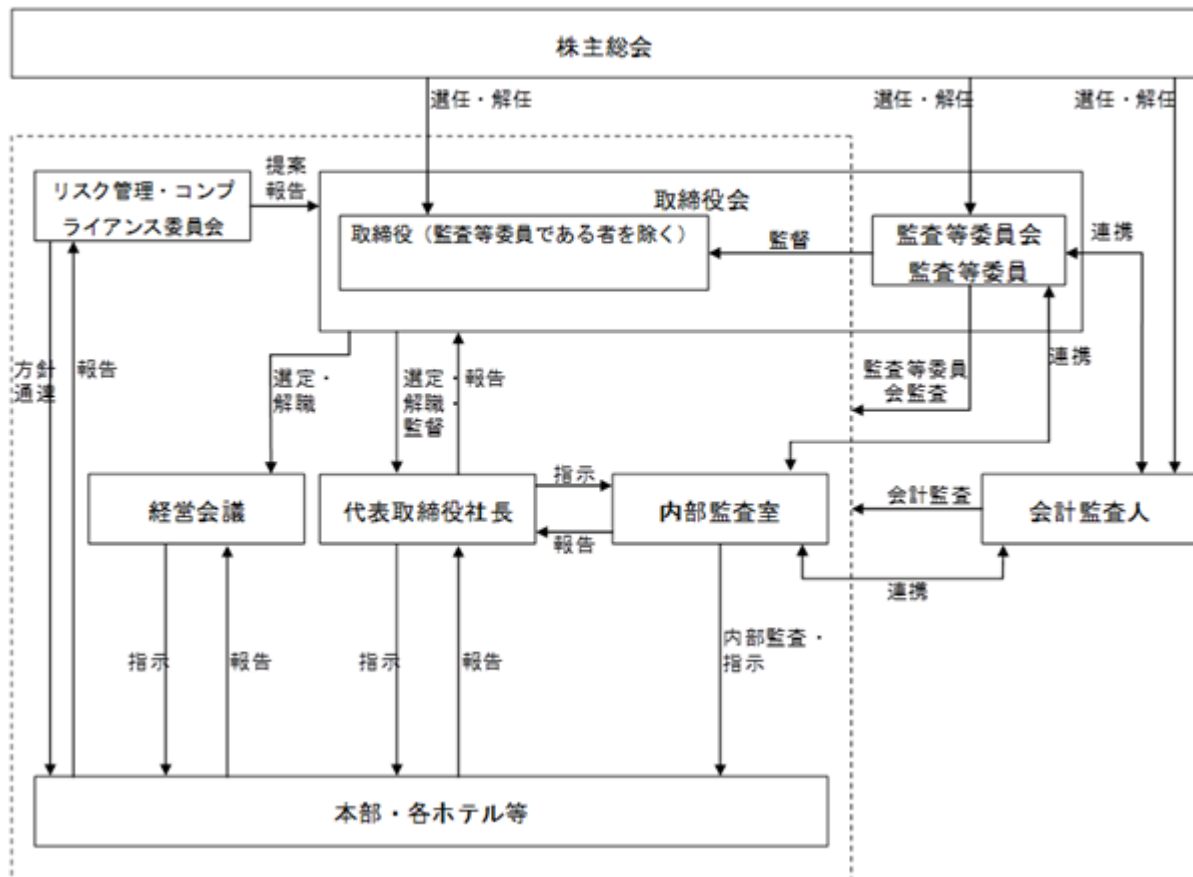 株主総会
選任・解任
選任・解任
選任・解任
提案
報告
リスク管理・コンプ
ライアンス委員会
取締役会
取締役（監査等委員である者を除く）
監督
監査等委員会
監査等委員
連携
方針
通達
報告
選定・
解職
選定・
解職・
監督
報告
監査等委員
会監査
連携
経営会議
代表取締役社長
指示
報告
内部監査室
会計監査
会計監査人
連携
指示
報告
指示
報告
内部監査・
指示
本部・各ホテル等